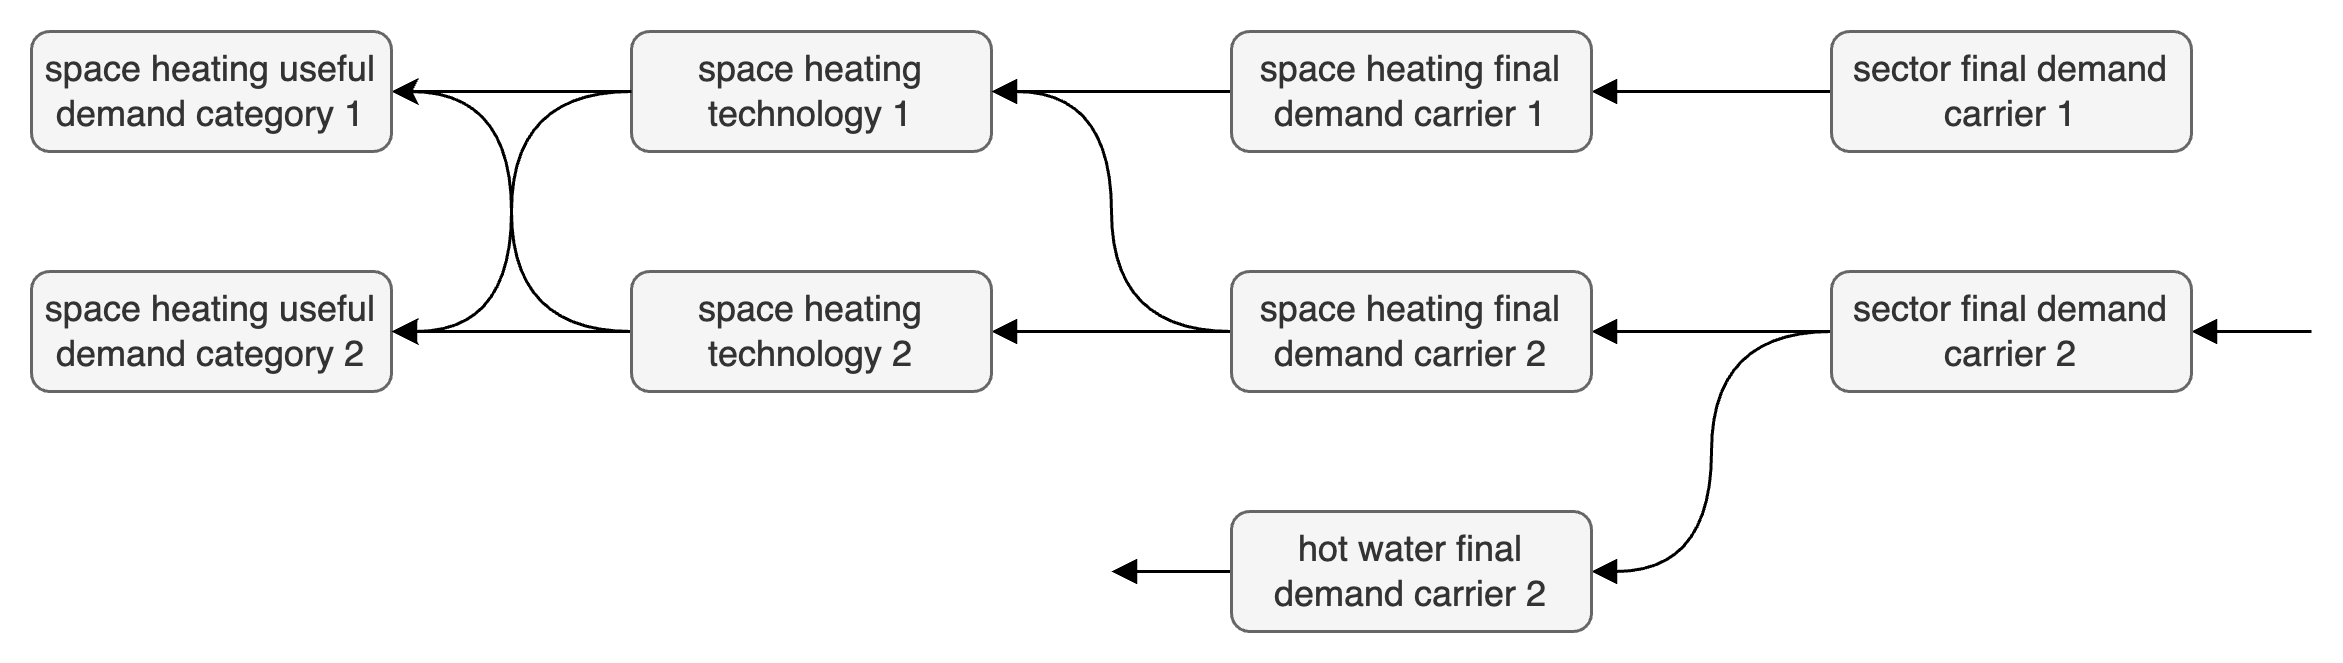 space heating useful
demand category 1
space heating
technology 1
space heating final
demand carrier 1
sector final demand
carrier 1
space heating useful
demand category 2
space heating
technology 2
space heating final
demand carrier 2
sector final demand
carrier 2
hot water final
demand carrier 2